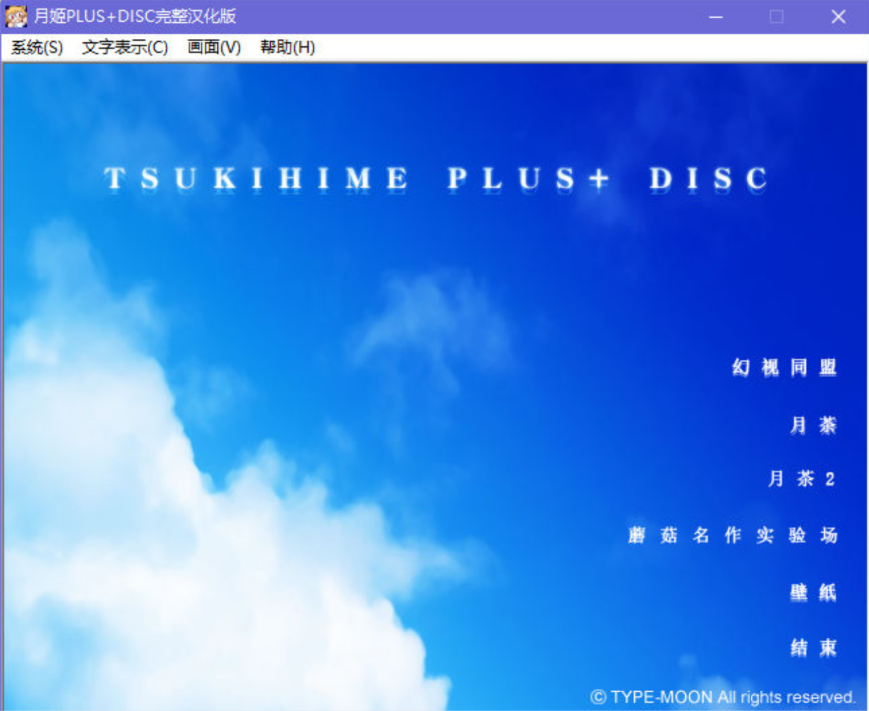 月姬PLUS+DISC完整汉化版
系统(S) 文字表示(C) 画面(V) 帮助(H)
TSUKIHIME PLUS+ DISC
幻视同盟
月茶
月茶2
蘑菇名作实验场
壁纸
结束
© TYPE-MOON All rights reserved.